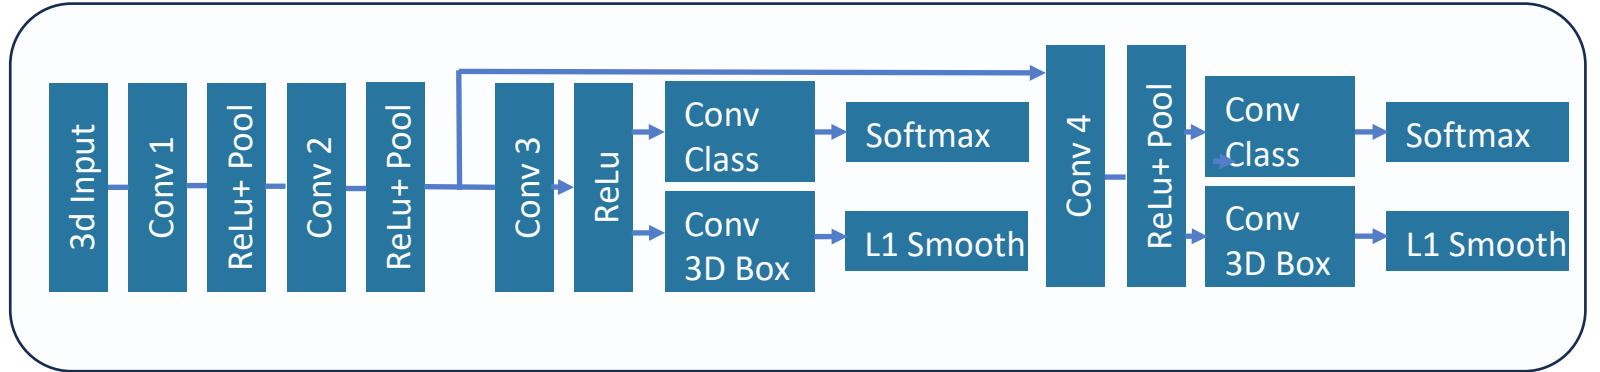 3d Input
Conv 1
ReLu+ Pool
Conv 2
ReLu+ Pool
Conv 3
ReLu
Conv
Class
Softmax
Conv
3D Box
L1 Smooth
Conv 4
ReLu+ Pool
Conv
Class
Softmax
Conv
3D Box
L1 Smooth